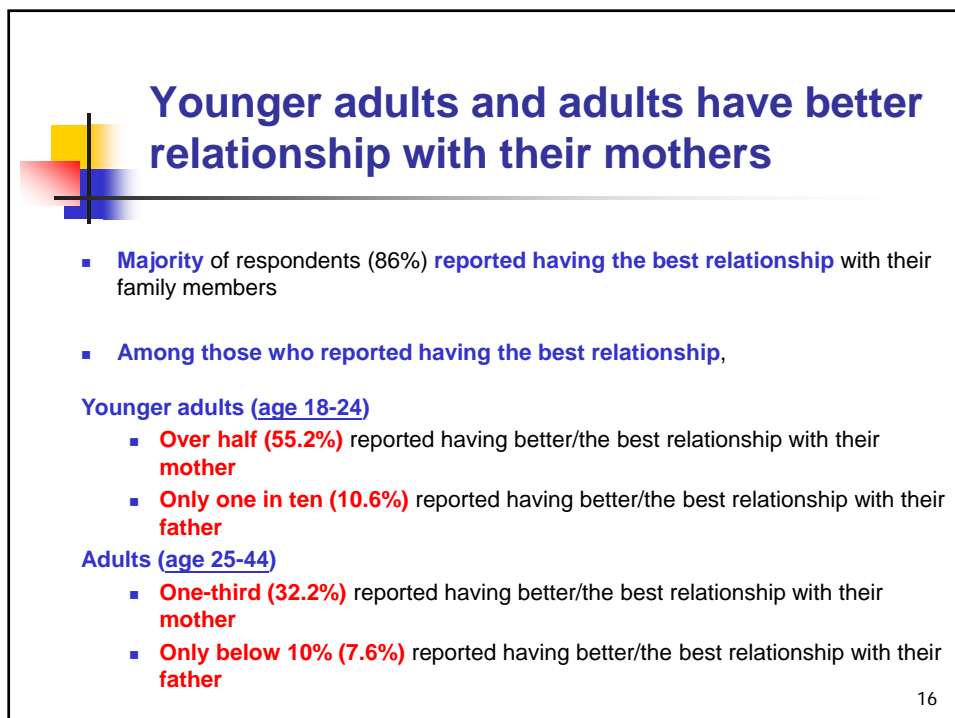 Younger adults and adults have better
relationship with their mothers
Majority of respondents (86%) reported having the best relationship with their
family members
Among those who reported having the best relationship,
Younger adults (age 18-24)
Over half (55.2%) reported having better/the best relationship with their
mother
Only one in ten (10.6%) reported having better/the best relationship with their
father
Adults (age 25-44)
One-third (32.2%) reported having better/the best relationship with their
mother
Only below 10% (7.6%) reported having better/the best relationship with their
father
16